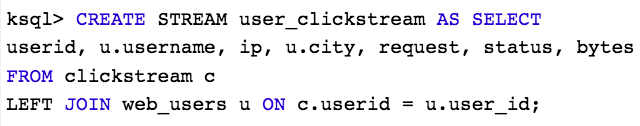 ksql> CREATE STREAM user_clickstream AS SELECT
userid, u.username, ip, u.city, request, status, bytes
FROM clickstream c
LEFT JOIN web_users u ON c.userid = u.user_id;